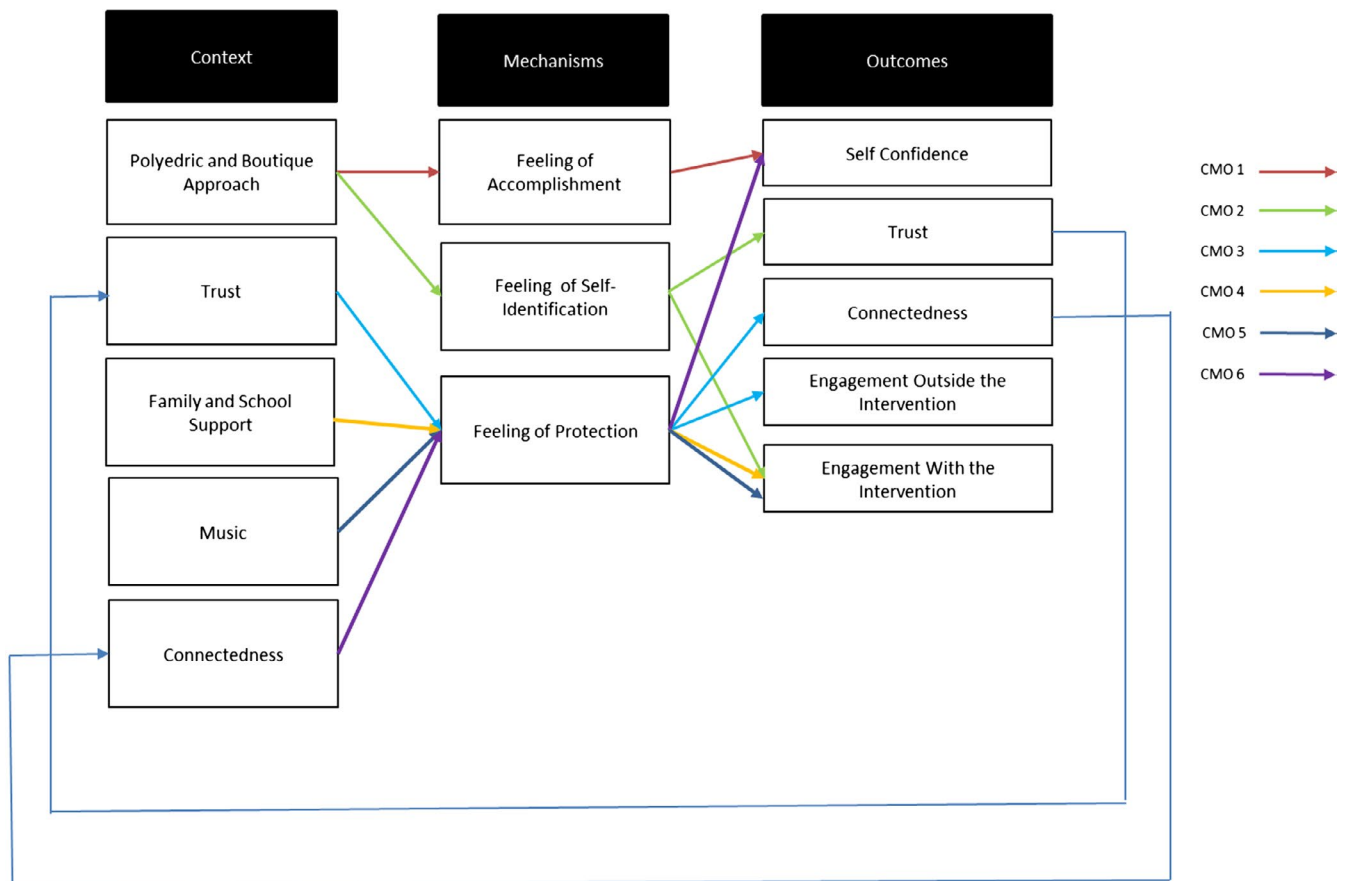 Context
Mechanisms
Outcomes
Polyedric and Boutique
Approach
Feeling of
Accomplishment
Self Confidence
Trust
Feeling of Self-
Identification
Trust
Connectedness
Family and School
Support
Feeling of Protection
Engagement Outside the
Intervention
Engagement With the
Intervention
Music
Connectedness
CMO 1
CMO 2
CMO 3
CMO 4
CMO 5
CMO 6